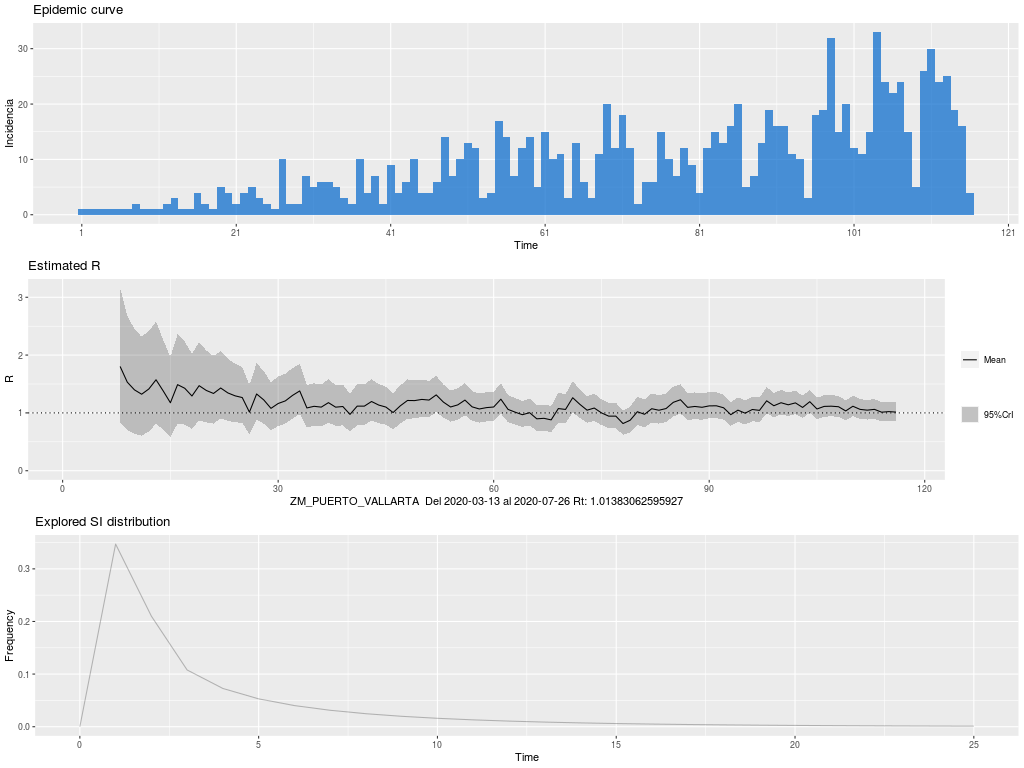 Epidemic curve
Incidencia
30
20
10
0
1 21 41 61 81 101 121
Time
Estimated R
R
3
2
1
0
0 30 60 90 120
ZM_PUERTO_VALLARTA Del 2020-03-13 al 2020-07-26 Rt: 1.01383062595927
Mean
95%CrI
Explored SI distribution
Frequency
0.3
0.2
0.1
0.0
0 5 10 15 20 25
Time